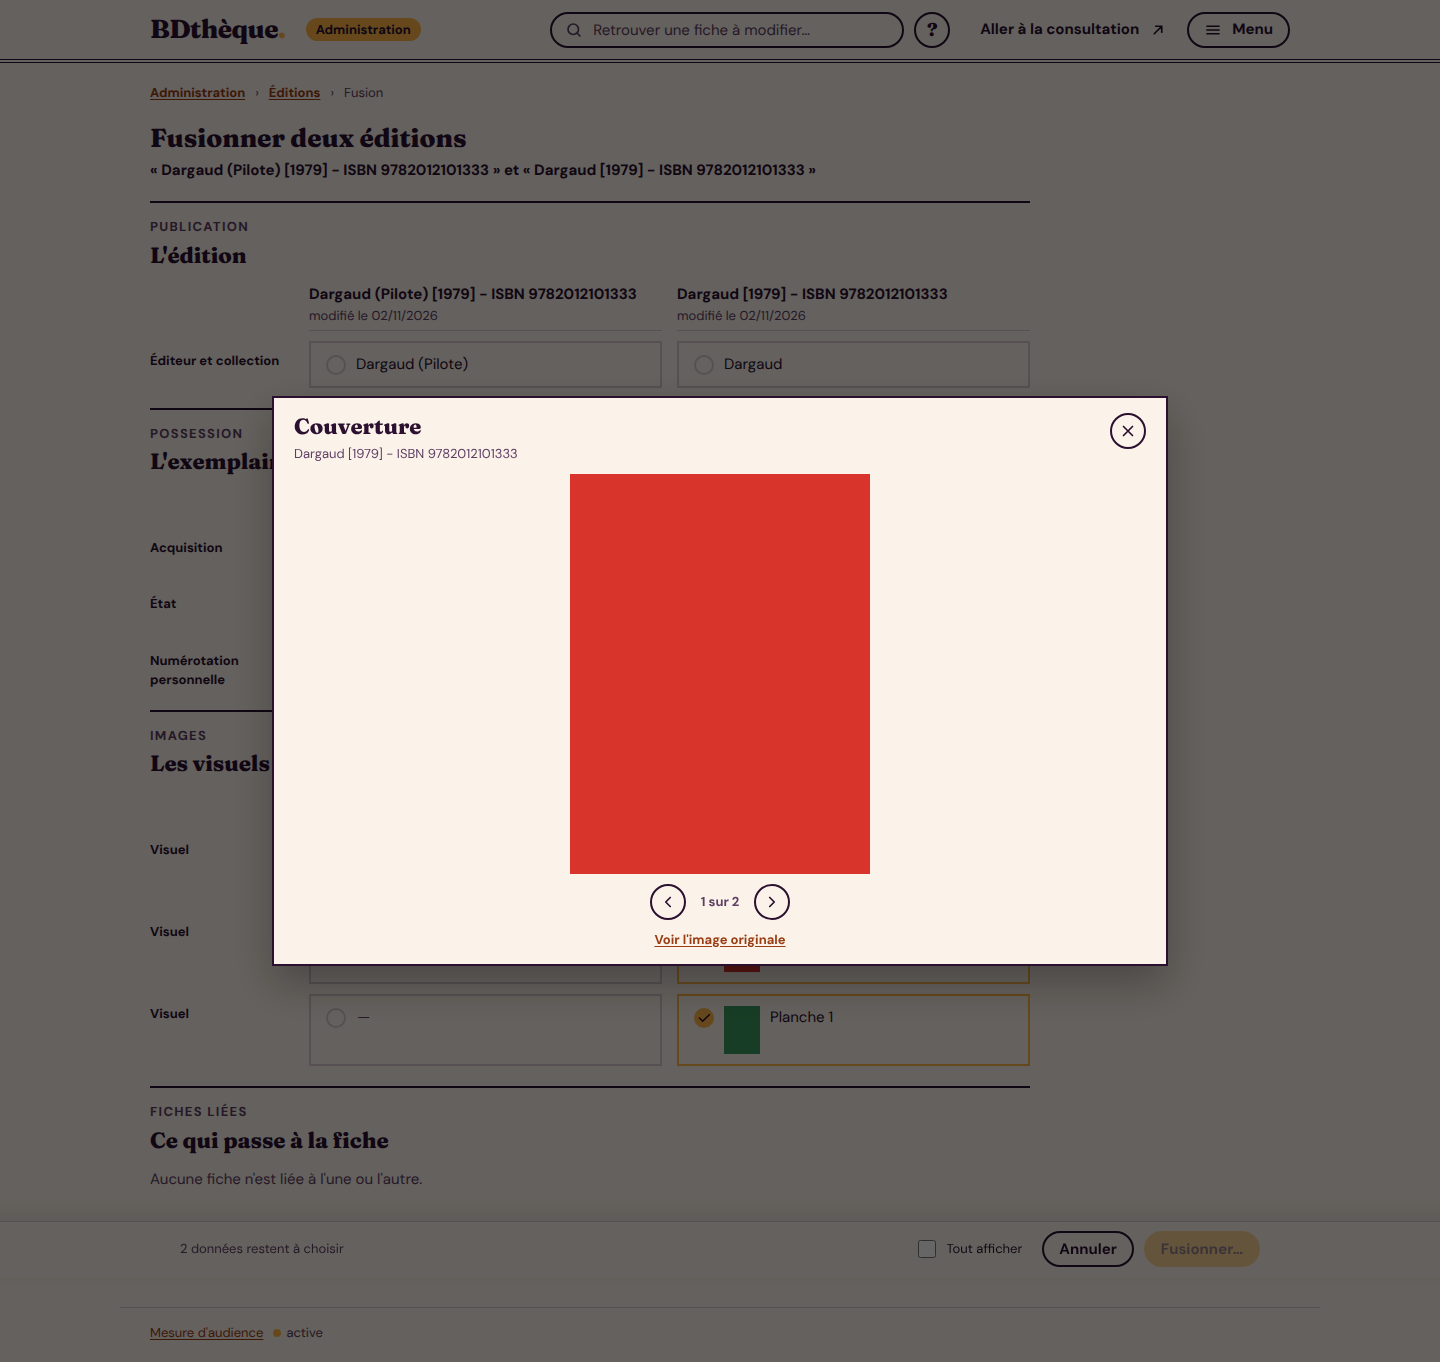 BDthèque.
Administration
Retrouver une fiche à modifier...
?
Aller à la consultation
Menu
Administration › Éditions › Fusion
Fusionner deux éditions
« Dargaud (Pilote) [1979] - ISBN 9782012101333 » et « Dargaud [1979] - ISBN 9782012101333 »
PUBLICATION
L'édition
Dargaud (Pilote) [1979] - ISBN 9782012101333
modifié le 02/11/2026
Dargaud [1979] - ISBN 9782012101333
modifié le 02/11/2026
Éditeur et collection
Dargaud (Pilote)
Dargaud
POSSESSION
L'exemplair
Acquisition
État
Numérotation
personnelle
IMAGES
Les visuels
Visuel
Visuel
Visuel
—
Planche 1
Couverture
Dargaud [1979] - ISBN 9782012101333
1 sur 2
Voir l'image originale
FICHES LIÉES
Ce qui passe à la fiche
Aucune fiche n'est liée à l'une ou l'autre.
2 données restent à choisir
Tout afficher
Annuler
Fusionner...
Mesure d'audience
active